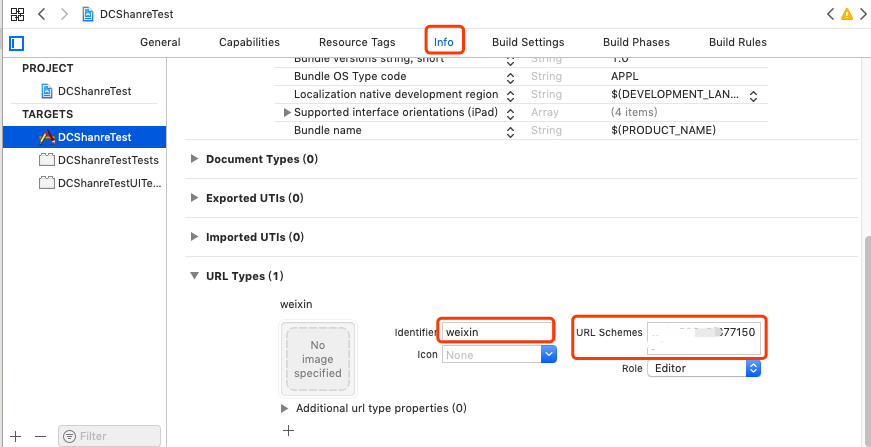 DCShanreTest
General Capabilities Resource Tags Info Build Settings Build Phases Build Rules
PROJECT
DCShanreTest
TARGETS
DCShanreTest
DCShanreTestTests
DCShanreTestUITe...
Filter
Bundle versions string, short String 1.0
Bundle OS Type code String APPL
Localization native development region String $(DEVELOPMENT_LAN...
Supported interface orientations (iPad) Array (4 items)
Bundle name String $(PRODUCT_NAME)
Document Types (0)
Exported UTIs (0)
Imported UTIs (0)
URL Types (1)
weixin
No
image
specified
Identifier weixin
Icon None
URL Schemes 77150
Role Editor
Additional url type properties (0)